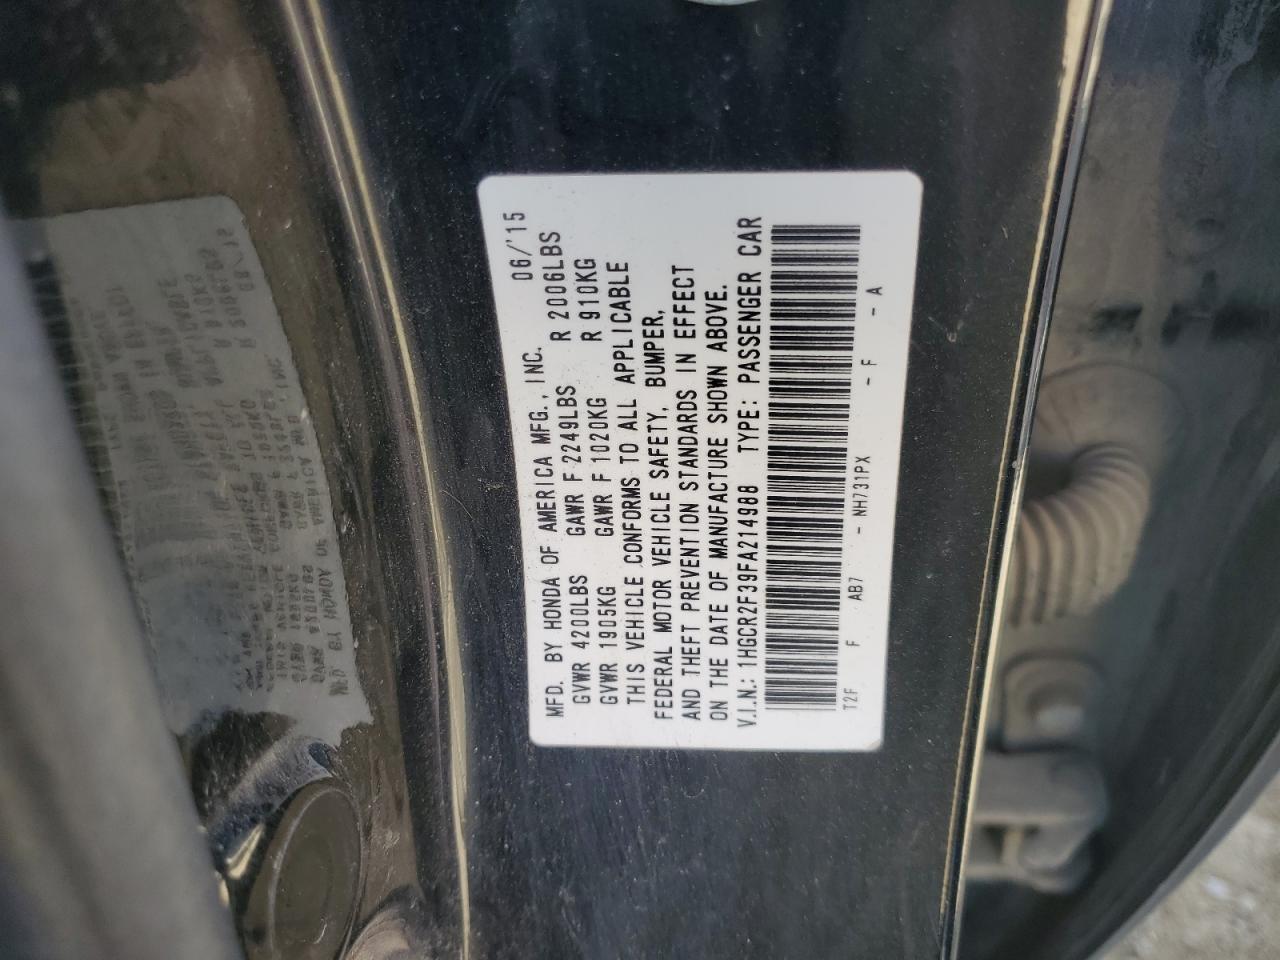 MFD. BY HONDA OF AMERICA MFG., INC. 06/'15
GVWR 4200LBS GAWR F 2249LBS R 2006LBS
GVWR 1905KG GAWR F 1020KG R 910KG
THIS VEHICLE CONFORMS TO ALL APPLICABLE
FEDERAL MOTOR VEHICLE SAFETY, BUMPER,
AND THEFT PREVENTION STANDARDS IN EFFECT
ON THE DATE OF MANUFACTURE SHOWN ABOVE.
V.I.N.: 1HGCR2F39FA214988 TYPE: PASSENGER CAR
T2F F AB7 - NH731PX - F - A